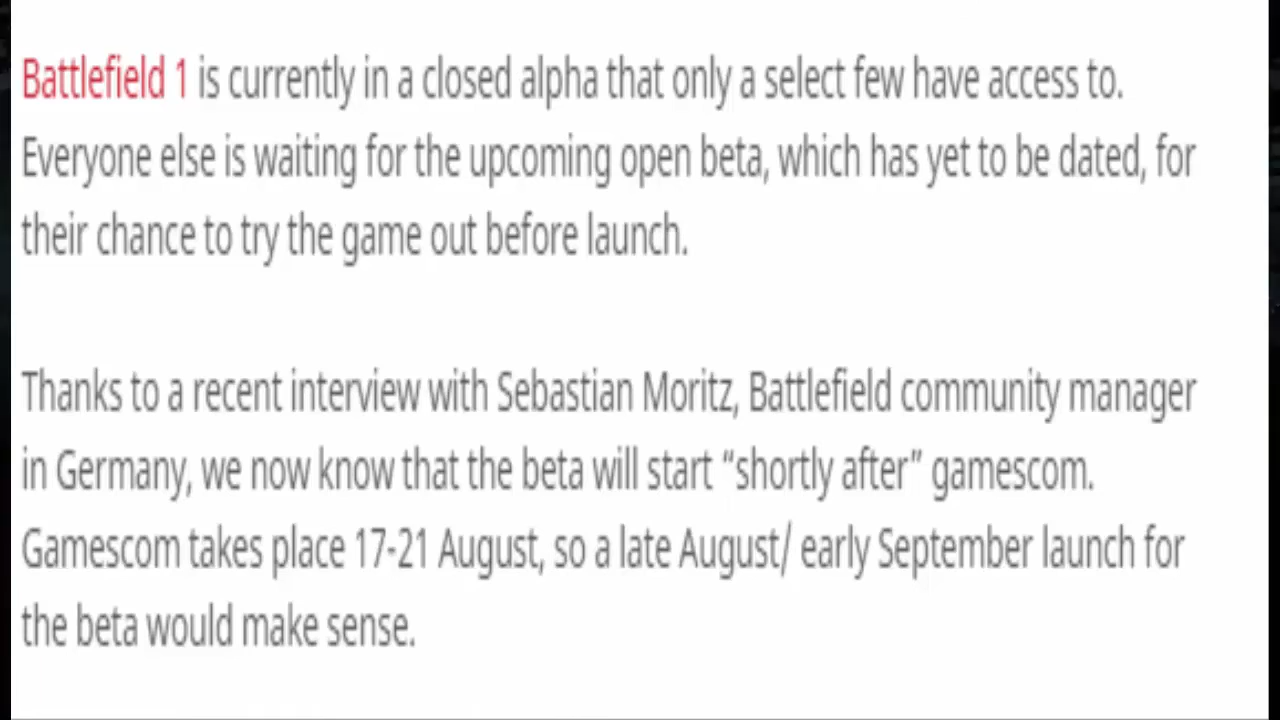 Battlefield 1 is currently in a closed alpha that only a select few have access to.
Everyone else is waiting for the upcoming open beta, which has yet to be dated, for
their chance to try the game out before launch.
Thanks to a recent interview with Sebastian Moritz, Battlefield community manager
in Germany, we now know that the beta will start “shortly after” gamescom.
Gamescom takes place 17-21 August, so a late August/ early September launch for
the beta would make sense.